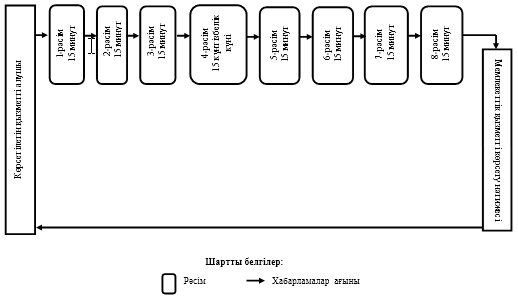 Көрсетілетін қызметті алушы
1-рәсім
15 минут
2-рәсім
15 минут
3-рәсім
15 минут
4-рәсім
15 күнтізбелік
күні
5-рәсім
15 минут
6-рәсім
15 минут
7-рәсім
15 минут
8-рәсім
15 минут
Мемлекеттік қызметті көрсету нәтижесі
Шартты белгілер:
Рәсім
Хабарламалар ағыны